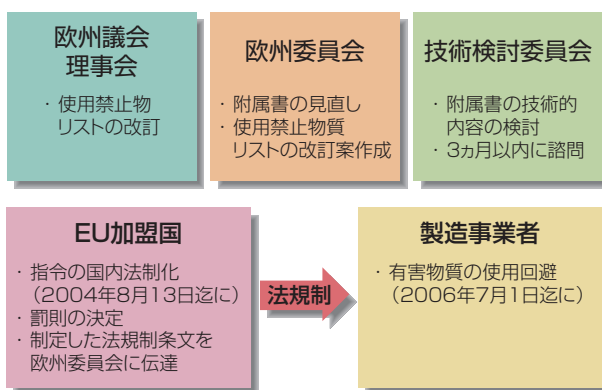 欧州議会
理事会
・使用禁止物
リストの改訂
欧州委員会
・附属書の見直し
・使用禁止物質
リストの改訂案作成
技術検討委員会
・附属書の技術的
内容の検討
・3ヵ月以内に諮問
EU加盟国
・指令の国内法制化
（2004年8月13日迄に）
・罰則の決定
・制定した法規制条文を
欧州委員会に伝達
法規制
製造事業者
・有害物質の使用回避
（2006年7月1日迄に）